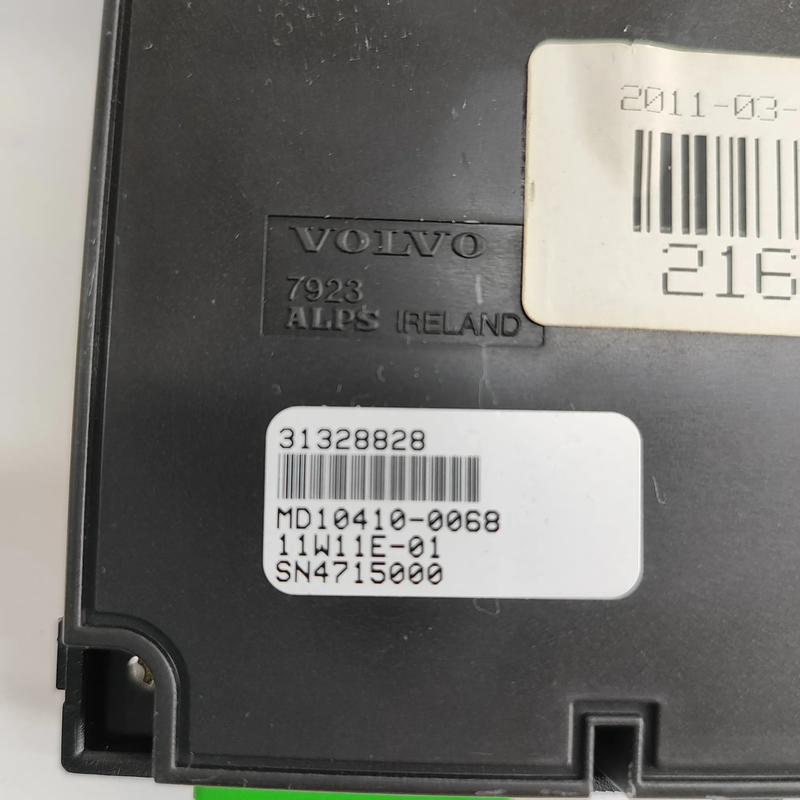 2011-03-
216
VOLVO
7923
ALPS IRELAND
31328828
MD10410-0068
11W11E-01
SN4715000